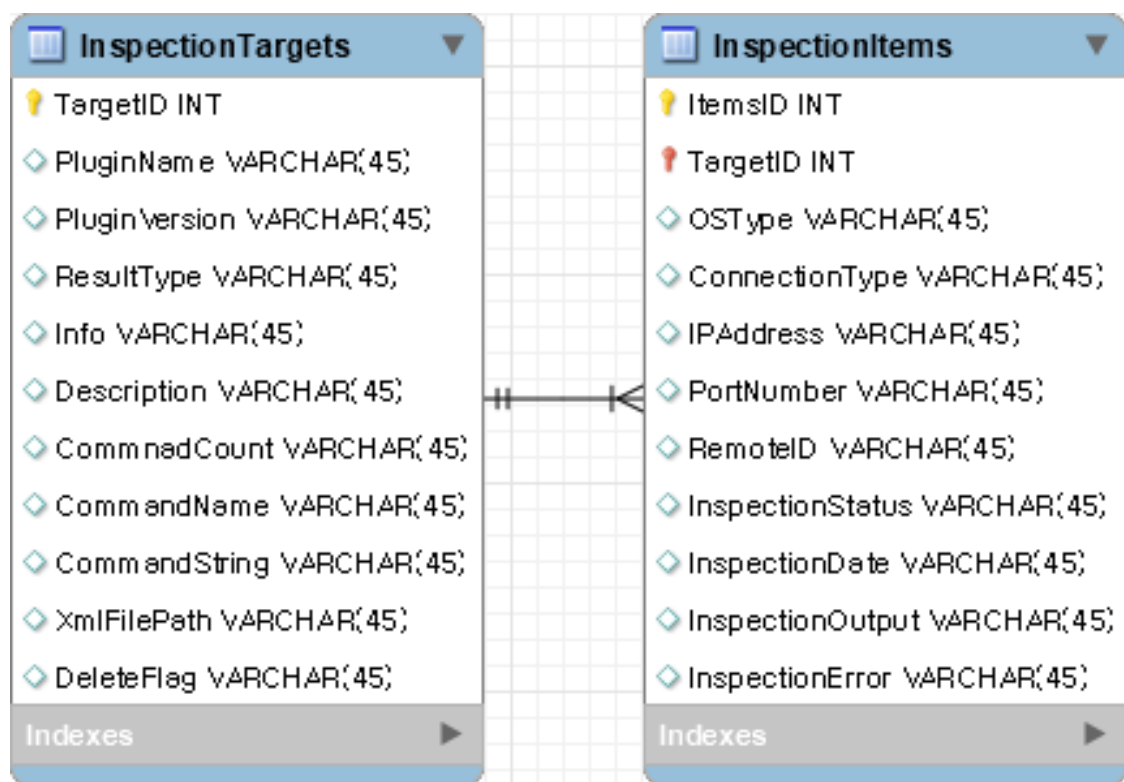 InspectionTargets
TargetID INT
PluginName VARCHAR(45)
PluginVersion VARCHAR(45)
ResultType VARCHAR(45)
Info VARCHAR(45)
Description VARCHAR(45)
CommnadCount VARCHAR(45)
CommandName VARCHAR(45)
CommandString VARCHAR(45)
XmlFilePath VARCHAR(45)
DeleteFlag VARCHAR(45)
Indexes
InspectionItems
ItemsID INT
TargetID INT
OSType VARCHAR(45)
ConnectionType VARCHAR(45)
IPAddress VARCHAR(45)
PortNumber VARCHAR(45)
RemoteID VARCHAR(45)
InspectionStatus VARCHAR(45)
InspectionDate VARCHAR(45)
InspectionOutput VARCHAR(45)
InspectionError VARCHAR(45)
Indexes